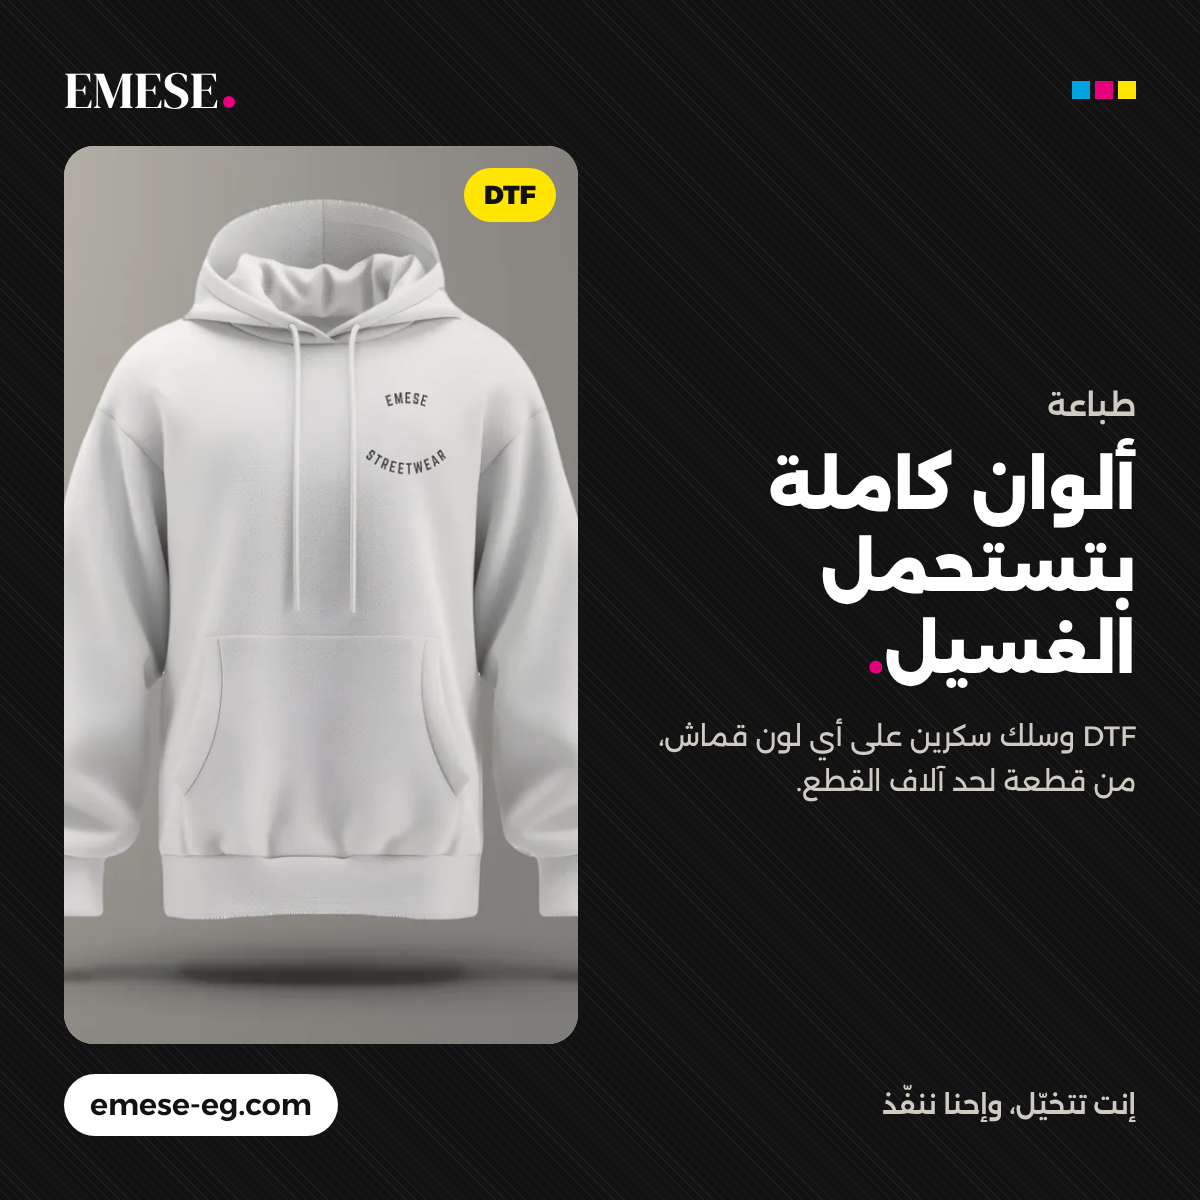 EMESE.
DTF
EMESE
STREETWEAR
طباعة
ألوان كاملة
بتستحمل
الغسيل.
DTF وسلك سكرين على أي لون قماش،
من قطعة لحد آلاف القطع.
emese-eg.com
إنت تتخيّل، وإحنا ننفّذ